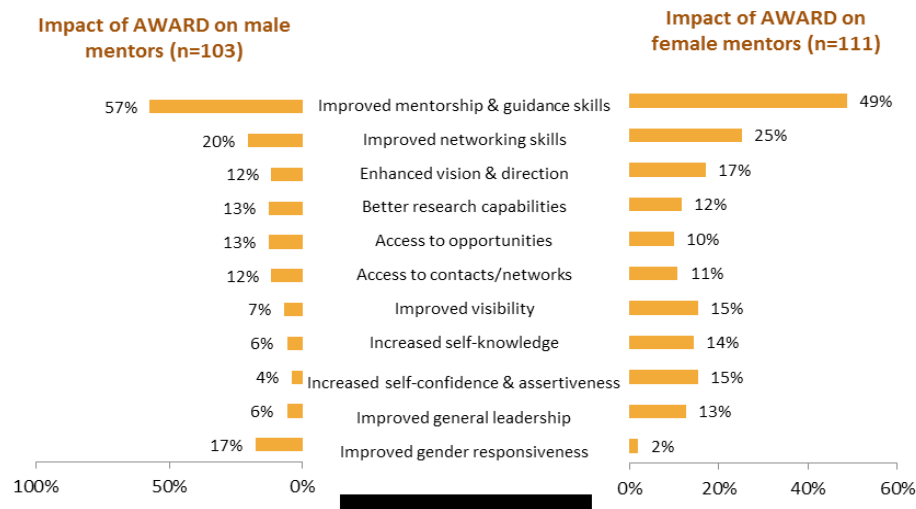 Impact of AWARD on male
mentors (n=103)
Impact of AWARD on
female mentors (n=111)
57% Improved mentorship & guidance skills 49%
20% Improved networking skills 25%
12% Enhanced vision & direction 17%
13% Better research capabilities 12%
13% Access to opportunities 10%
12% Access to contacts/networks 11%
7% Improved visibility 15%
6% Increased self-knowledge 14%
4% Increased self-confidence & assertiveness 15%
6% Improved general leadership 13%
17% Improved gender responsiveness 2%
100% 50% 0% 0% 20% 40% 60%